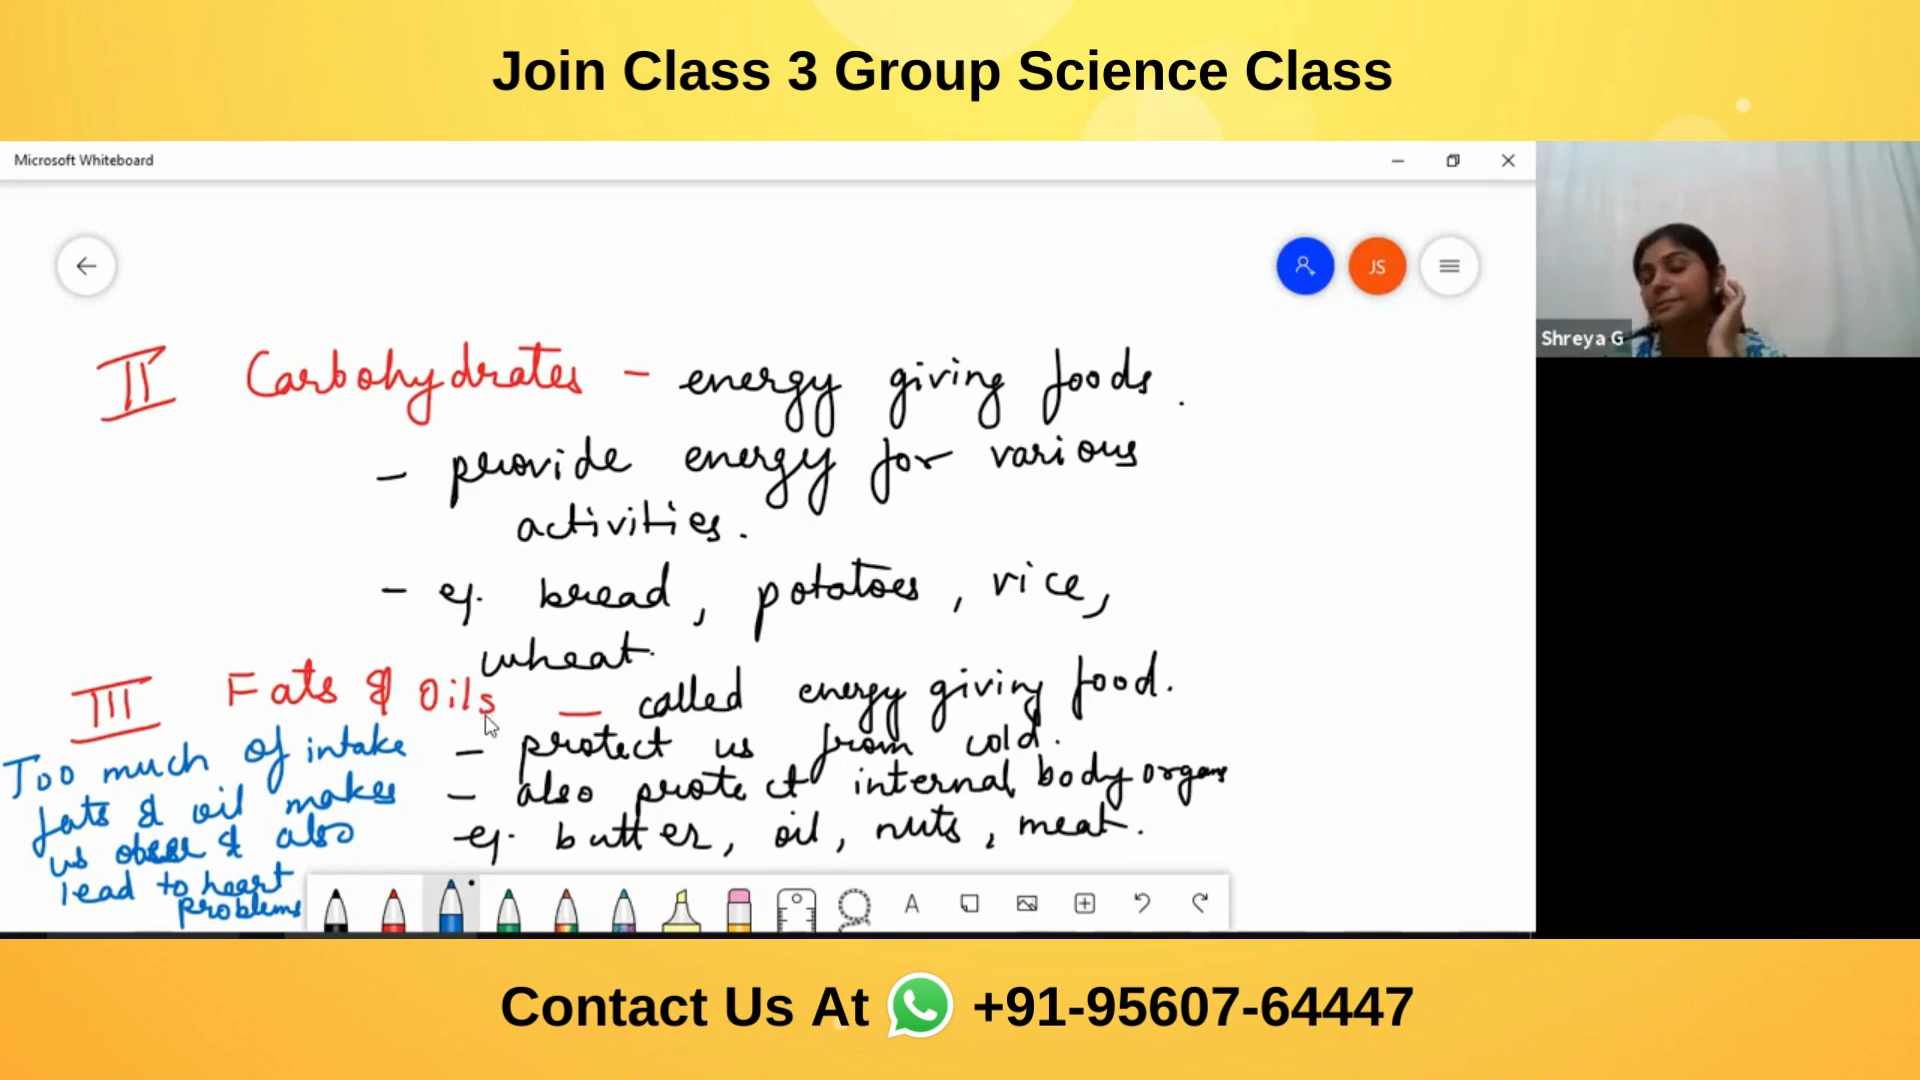 Join Class 3 Group Science Class
Microsoft Whiteboard
JS
Shreya G
II Carbohydrates - energy giving foods.
- provide energy for various
activities.
- eg. bread, potatoes, rice,
wheat.
III Fats & Oils - called energy giving food.
- protect us from cold.
- also protect internal body organs
- eg. butter, oil, nuts, meat.
Too much of intake
fats & oil makes
us obese & also
lead to heart
problems
A
Contact Us At +91-95607-64447